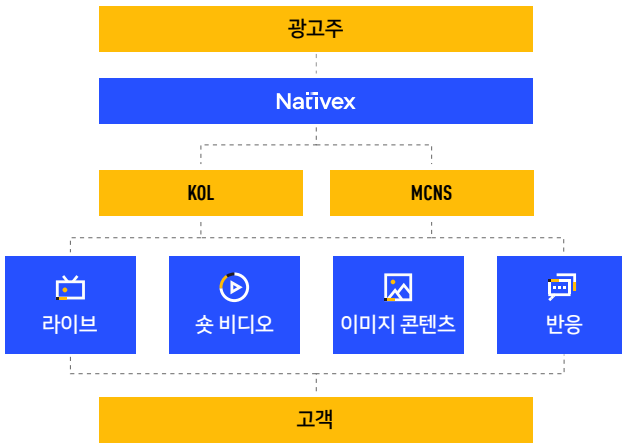 광고주
Nativex
KOL
MCNS
라이브
숏 비디오
이미지 콘텐츠
반응
고객